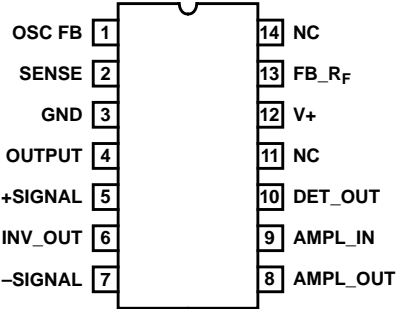 OSC FB 1 14 NC
SENSE 2 13 FB_RF
GND 3 12 V+
OUTPUT 4 11 NC
+SIGNAL 5 10 DET_OUT
INV_OUT 6 9 AMPL_IN
–SIGNAL 7 8 AMPL_OUT